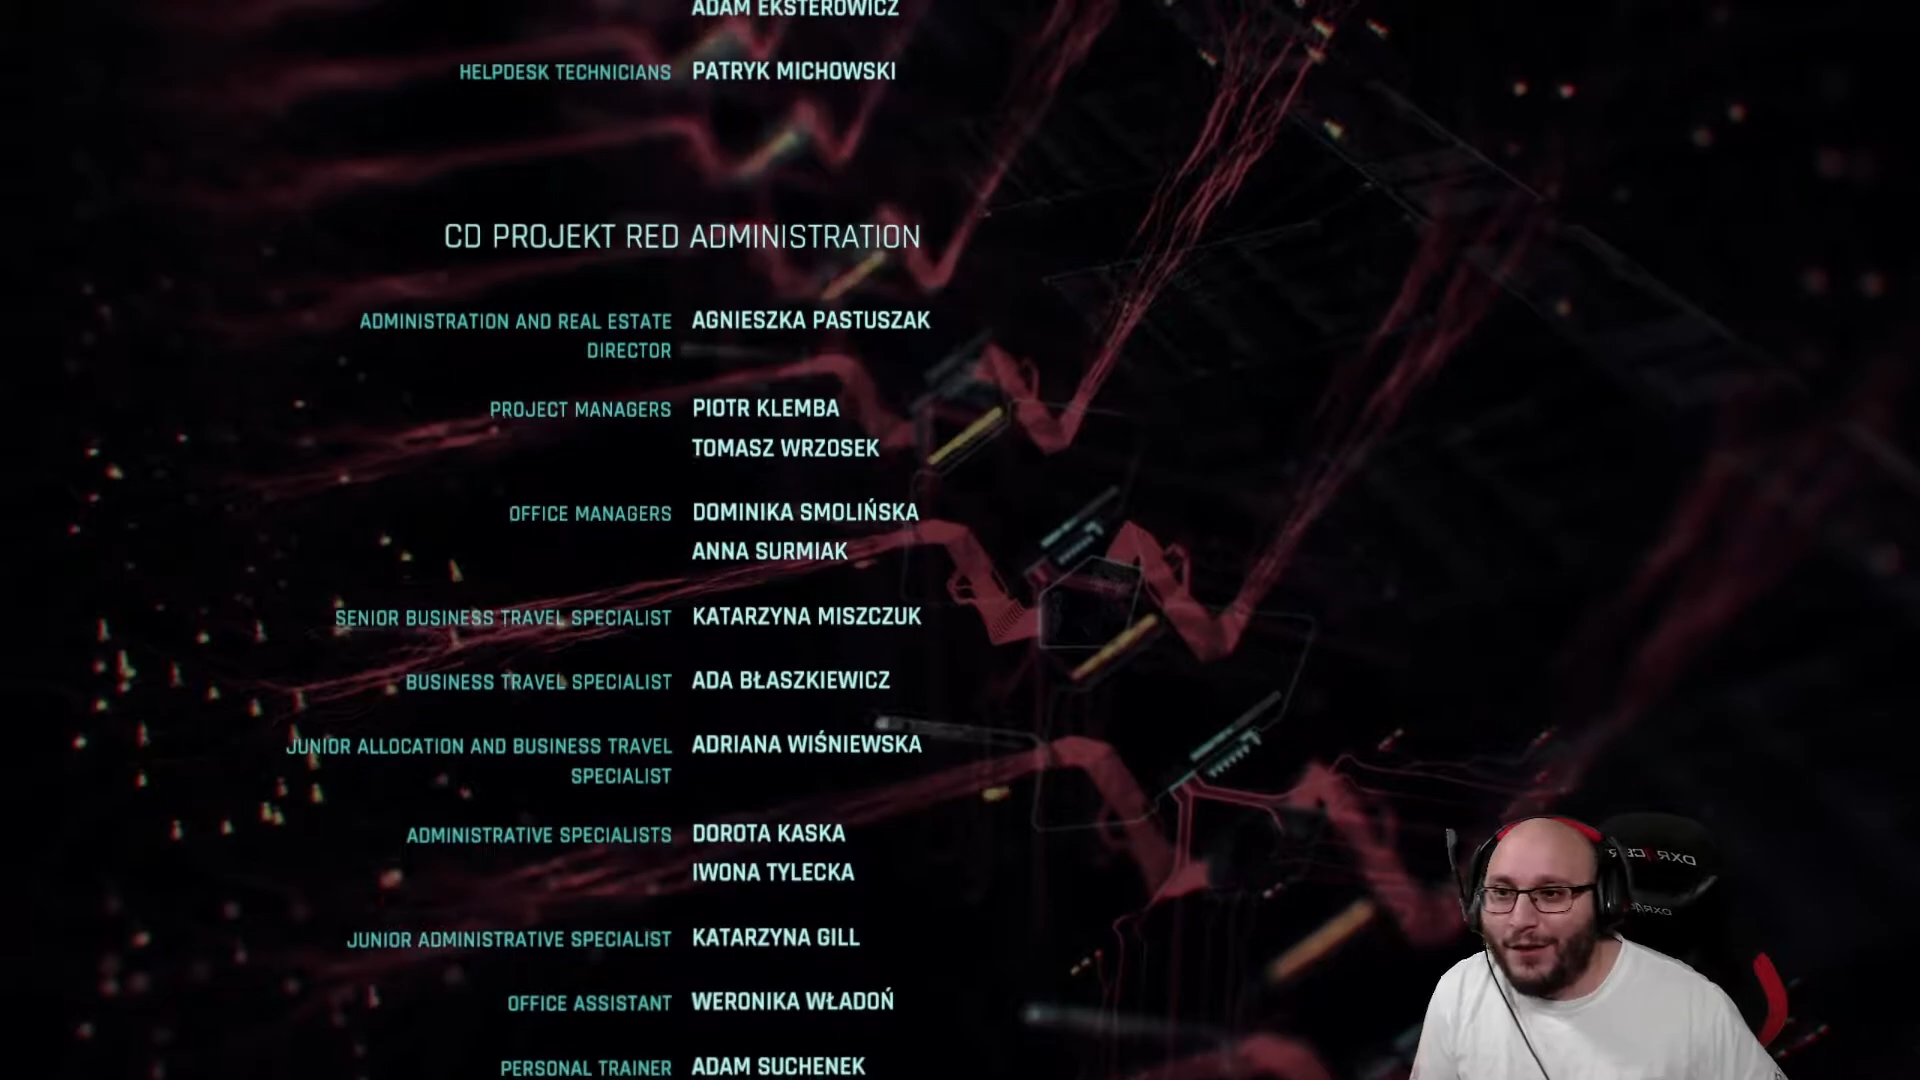 ADAM EKSTEROWICZ
HELPDESK TECHNICIANS PATRYK MICHOWSKI
CD PROJEKT RED ADMINISTRATION
ADMINISTRATION AND REAL ESTATE AGNIESZKA PASTUSZAK
DIRECTOR
PROJECT MANAGERS PIOTR KLEMBA
TOMASZ WRZOSEK
OFFICE MANAGERS DOMINIKA SMOLIŃSKA
ANNA SURMIAK
SENIOR BUSINESS TRAVEL SPECIALIST KATARZYNA MISZCZUK
BUSINESS TRAVEL SPECIALIST ADA BŁASZKIEWICZ
JUNIOR ALLOCATION AND BUSINESS TRAVEL ADRIANA WIŚNIEWSKA
SPECIALIST
ADMINISTRATIVE SPECIALISTS DOROTA KASKA
IWONA TYLECKA
JUNIOR ADMINISTRATIVE SPECIALIST KATARZYNA GILL
OFFICE ASSISTANT WERONIKA WŁADOŃ
PERSONAL TRAINER ADAM SUCHENEK